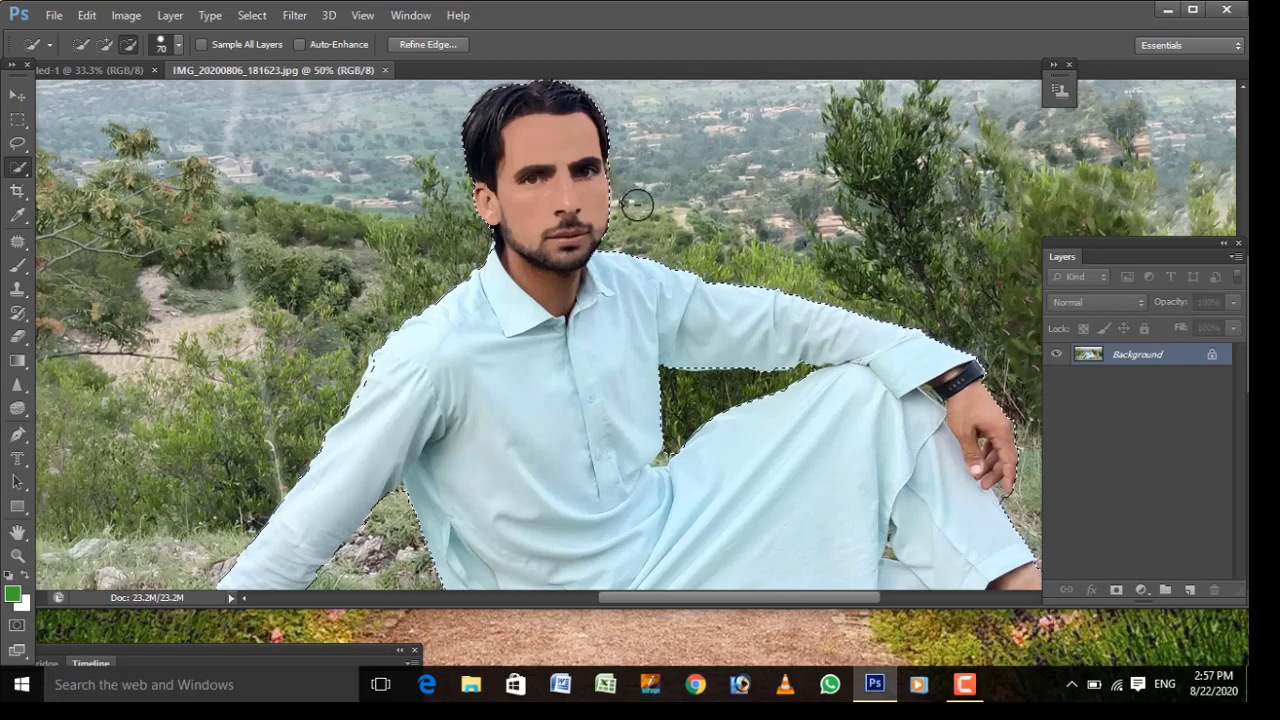 Ps File Edit Image Layer Type Select Filter 3D View Window Help
70 Sample All Layers Auto-Enhance Refine Edge... Essentials
led-1 @ 33.3% (RGB/8) × IMG_20200806_181623.jpg @ 50% (RGB/8) ×
Layers
Kind
Normal Opacity: 100%
Lock: Fill: 100%
Background
Doc: 23.2M/23.2M
ridge Timeline
Search the web and Windows
ENG
2:57 PM
8/22/2020